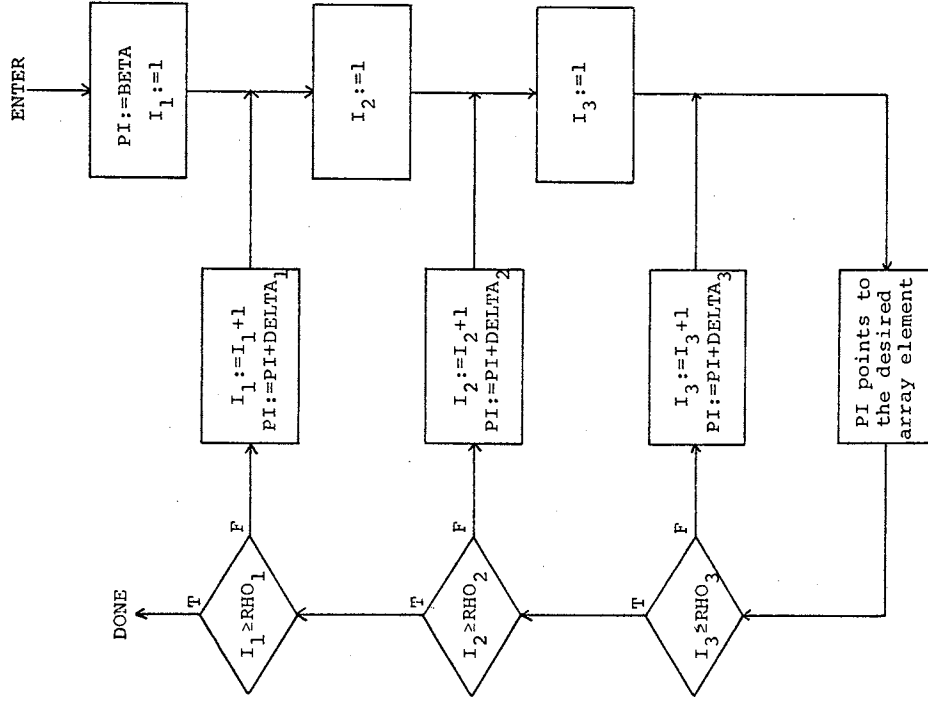 ENTER
PI:=BETA
I₁:=1
I₂:=1
I₃:=1
I₁:=I₁+1
PI:=PI+DELTA₁
I₂:=I₂+1
PI:=PI+DELTA₂
I₃:=I₃+1
PI:=PI+DELTA₃
PI points to
the desired
array element
DONE
T
F
I₁≥RHO₁
T
F
I₂≥RHO₂
T
F
I₃≥RHO₃